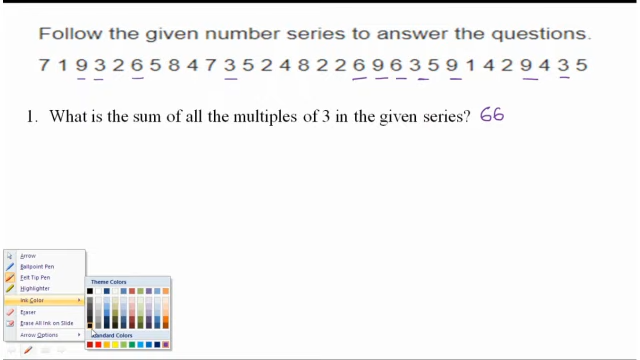 Follow the given number series to answer the questions.
7 1 9 3 2 6 5 8 4 7 3 5 2 4 8 2 2 6 9 6 3 5 9 1 4 2 9 4 3 5
1. What is the sum of all the multiples of 3 in the given series? 66
Arrow
Ballpoint Pen
Felt Tip Pen
Highlighter
Ink Color
Eraser
Erase All Ink on Slide
Arrow Options
Theme Colors
Standard Colors